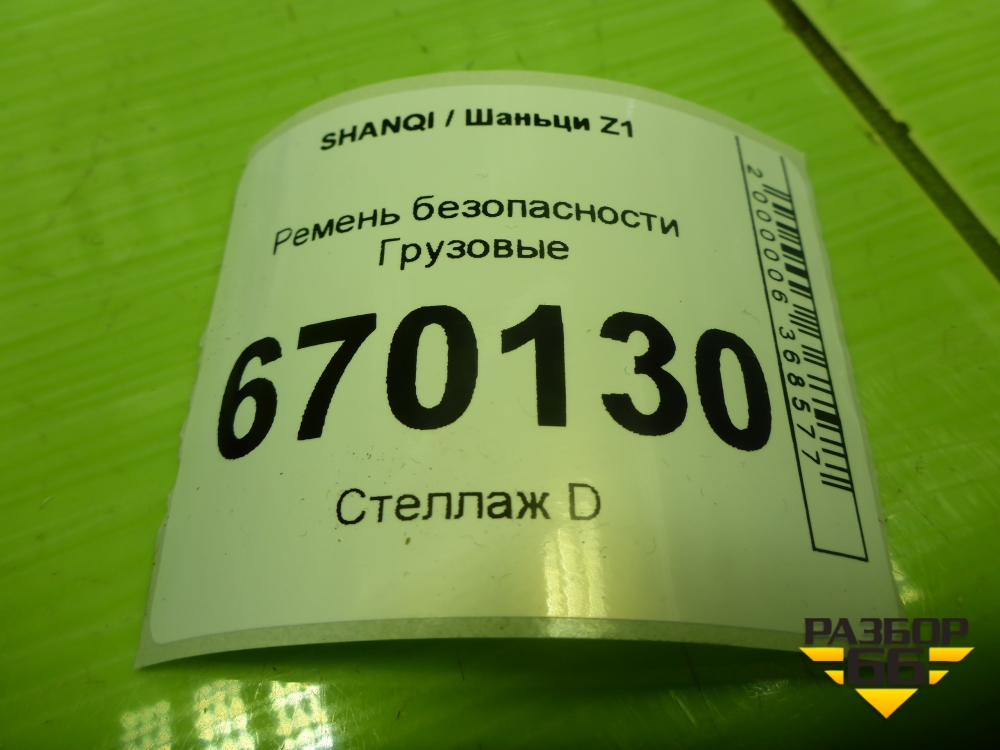 SHANQI / Шаньци Z1
Ремень безопасности
Грузовые
670130
Стеллаж D
2000006368577
РАЗБОР
66